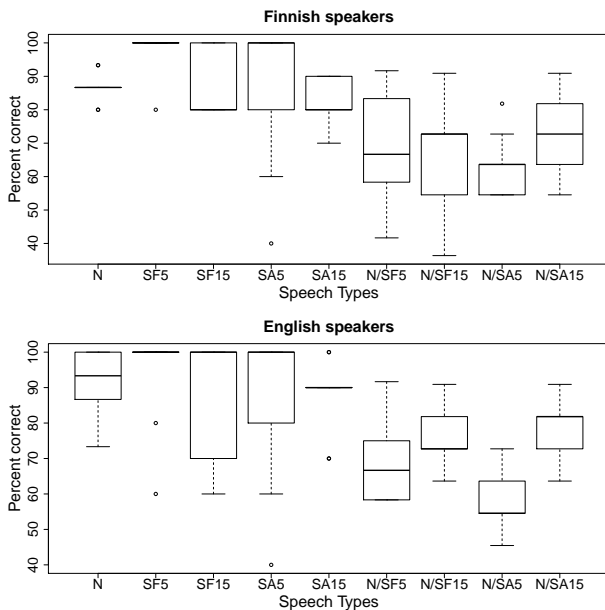 Finnish speakers
Percent correct
100
90
80
70
60
50
40
N SF5 SF15 SA5 SA15 N/SF5 N/SF15 N/SA5 N/SA15
Speech Types
English speakers
Percent correct
100
90
80
70
60
50
40
N SF5 SF15 SA5 SA15 N/SF5 N/SF15 N/SA5 N/SA15
Speech Types